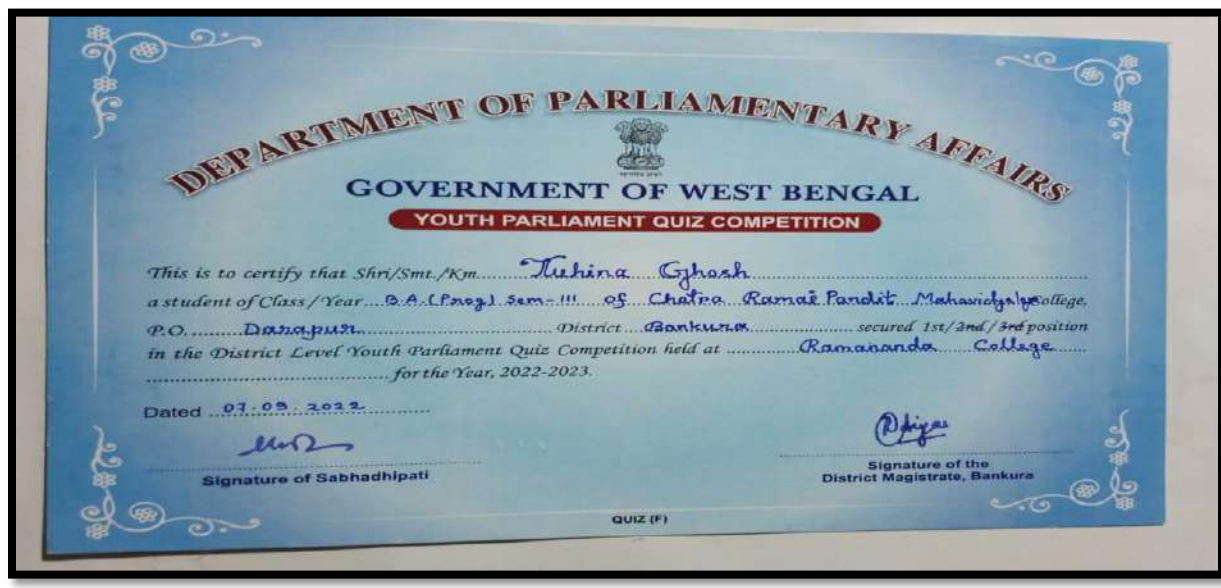 DEPARTMENT OF PARLIAMENTARY AFFAIRS
GOVERNMENT OF WEST BENGAL
YOUTH PARLIAMENT QUIZ COMPETITION
This is to certify that Shri/Smt./Km. Tuhina Ghosh
a student of Class/Year B.A.(Prog) Sem-III of Chatra Ramai Pandit Mahavidyalya College,
P.O. Darapur District Bankura secured 1st/2nd/3rd position
in the District Level Youth Parliament Quiz Competition held at Ramananda College
for the Year, 2022-2023.
Dated 07.09.2022
Signature of Sabhadhipati
Signature of the
District Magistrate, Bankura
QUIZ (F)